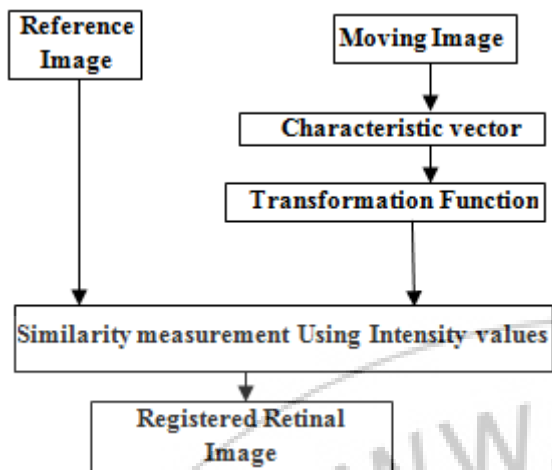 Reference
Image
Moving Image
Characteristic vector
Transformation Function
Similarity measurement Using Intensity values
Registered Retinal
Image